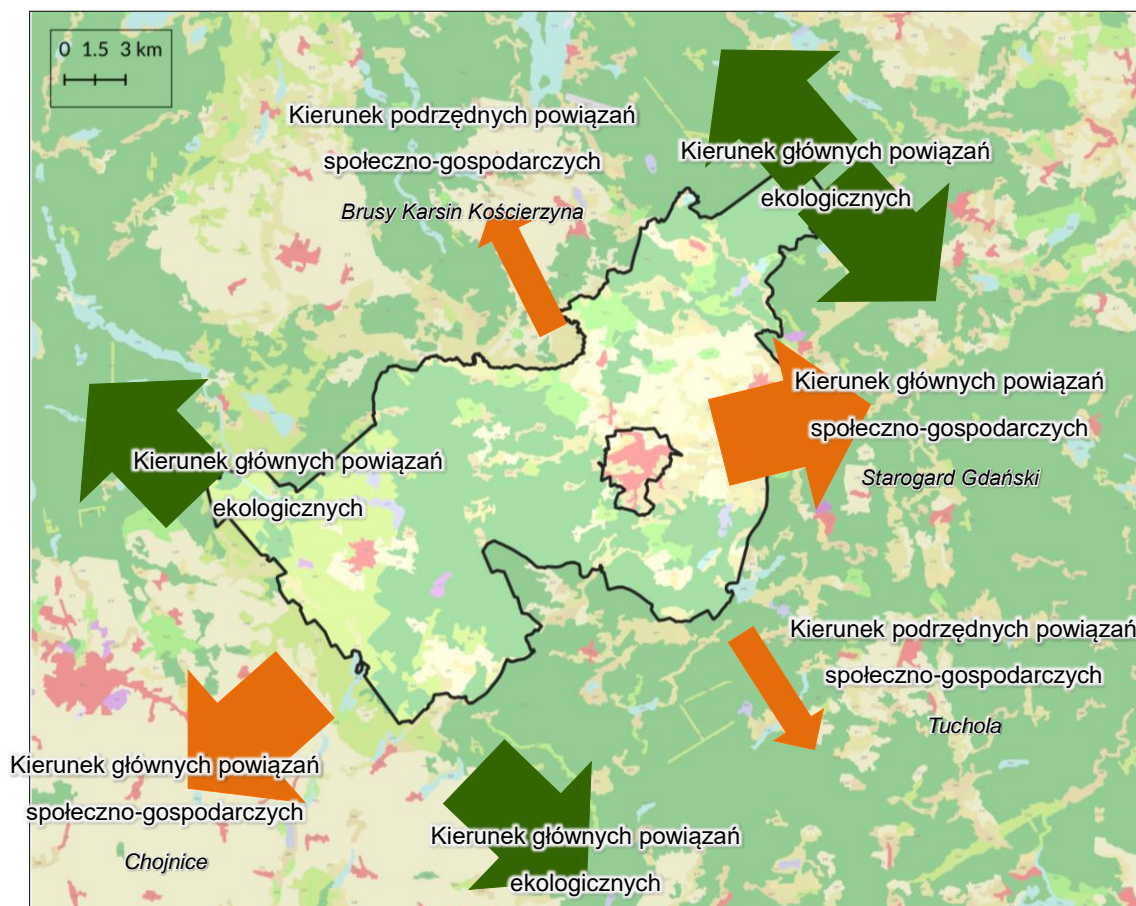 0 1.5 3 km
Kierunek podrzędnych powiązań
społeczno-gospodarczych
Brusy Karsin Kościerzyna
Kierunek głównych powiązań
ekologicznych
Kierunek głównych powiązań
społeczno-gospodarczych
Starogard Gdański
Kierunek głównych powiązań
ekologicznych
Kierunek podrzędnych powiązań
społeczno-gospodarczych
Tuchola
Kierunek głównych powiązań
społeczno-gospodarczych
Chojnice
Kierunek głównych powiązań
ekologicznych